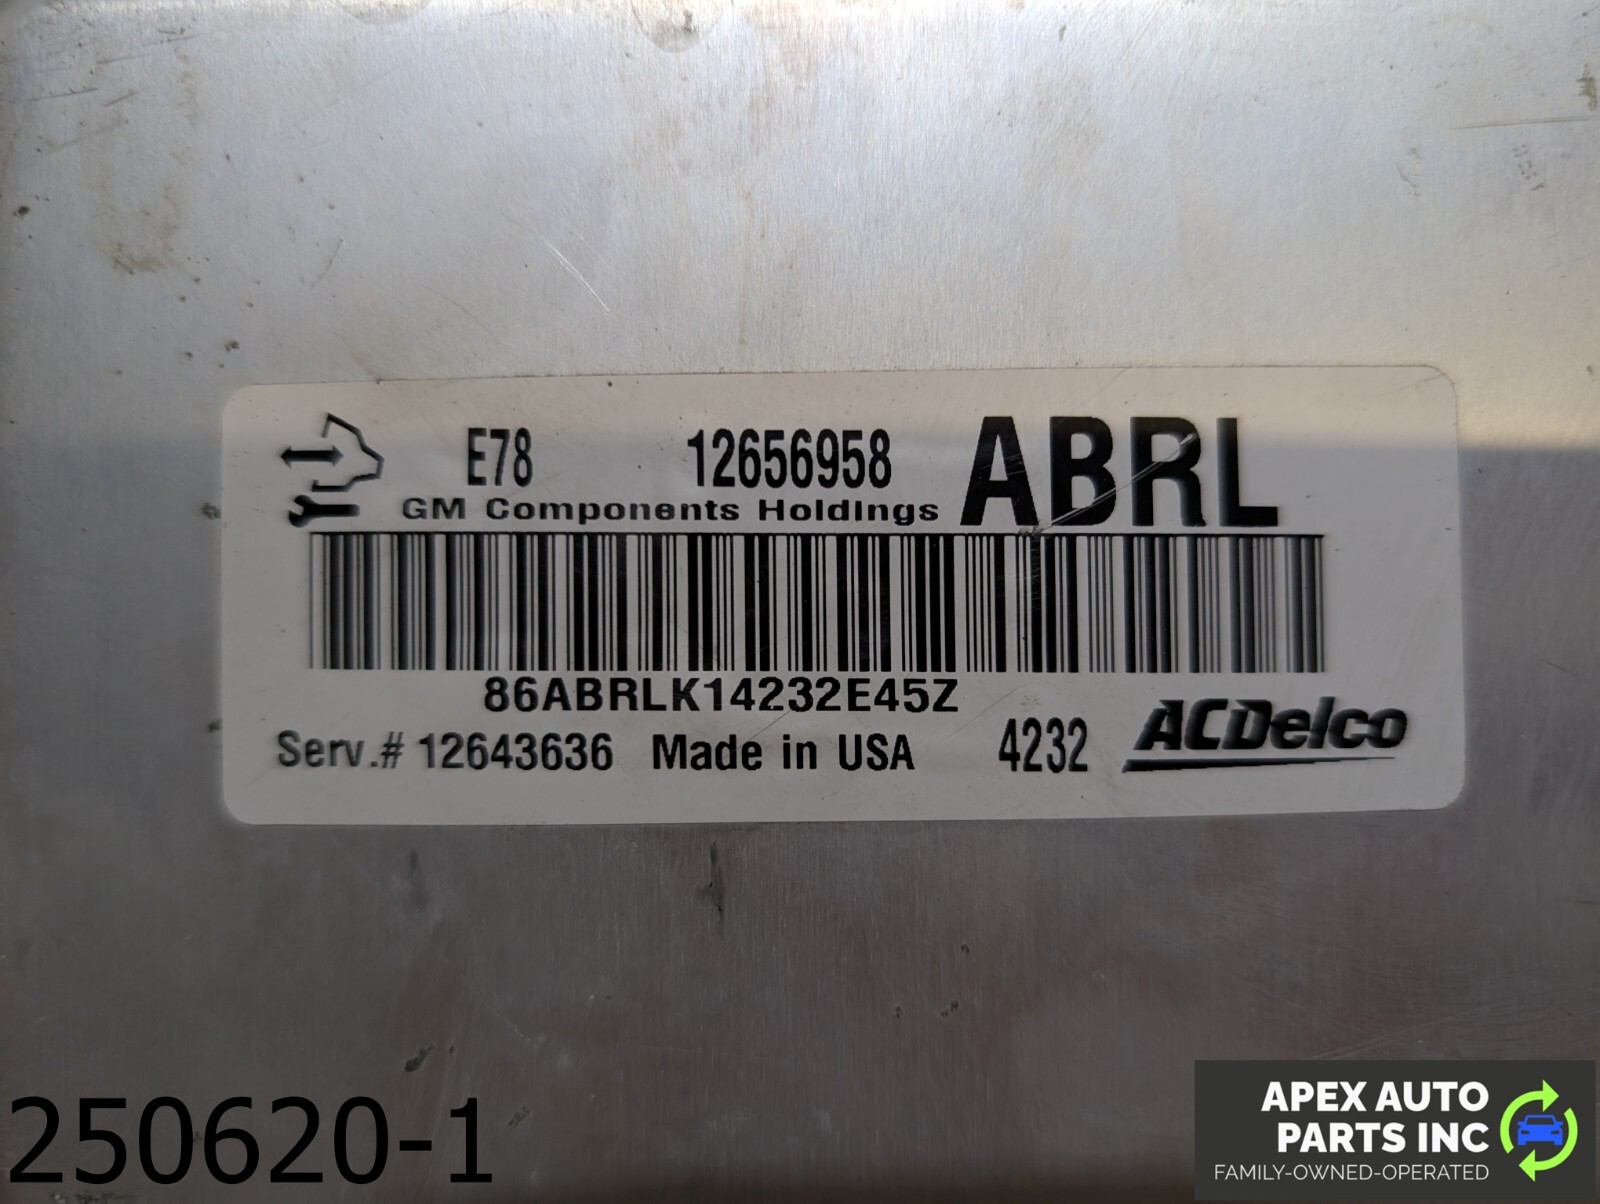 E78 12656958 ABRL
GM Components Holdings
86ABRLK14232E45Z
Serv.# 12643636 Made in USA 4232 ACDelco
250620-1
APEX AUTO
PARTS INC
FAMILY-OWNED-OPERATED